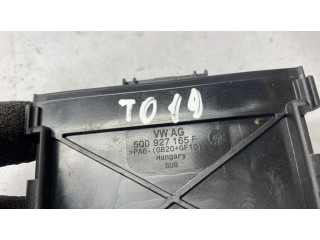 TO19
VW AG
5Q0 927 165 F
>PA6-(GB20+GF10)<
Hungary